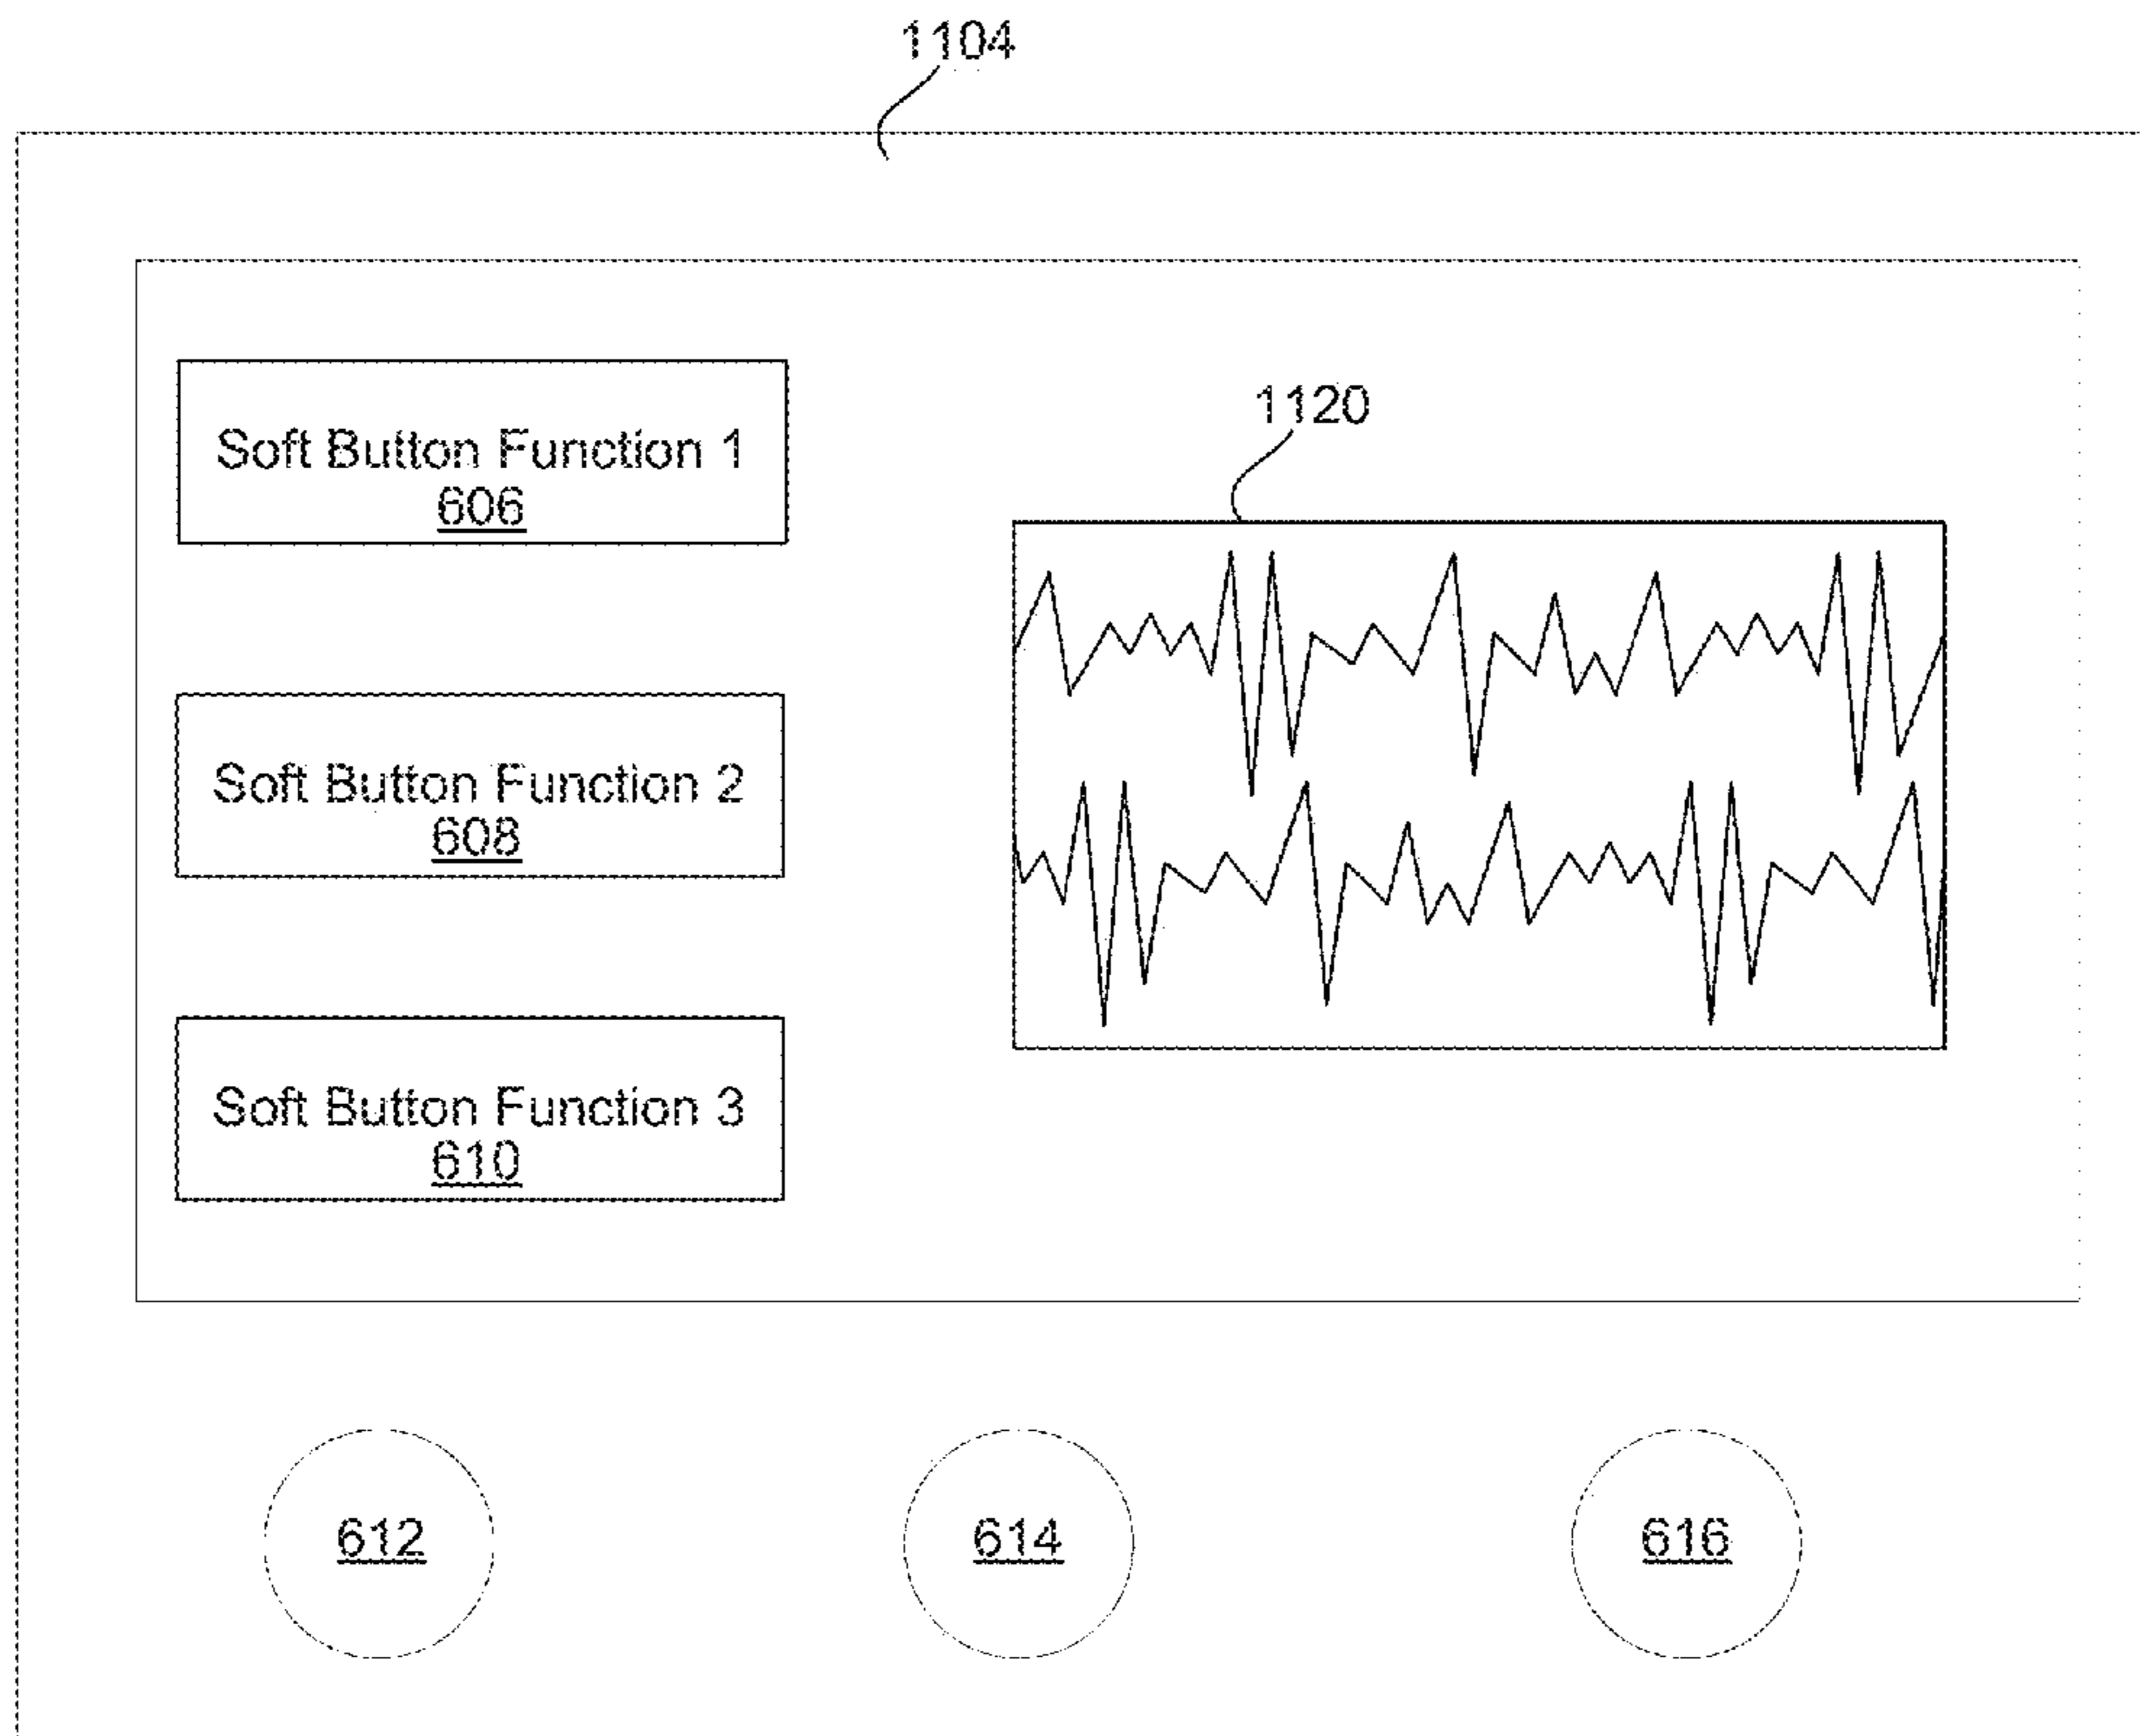 1104
Soft Button Function 1
606
1120
Soft Button Function 2
608
Soft Button Function 3
610
612
614
616